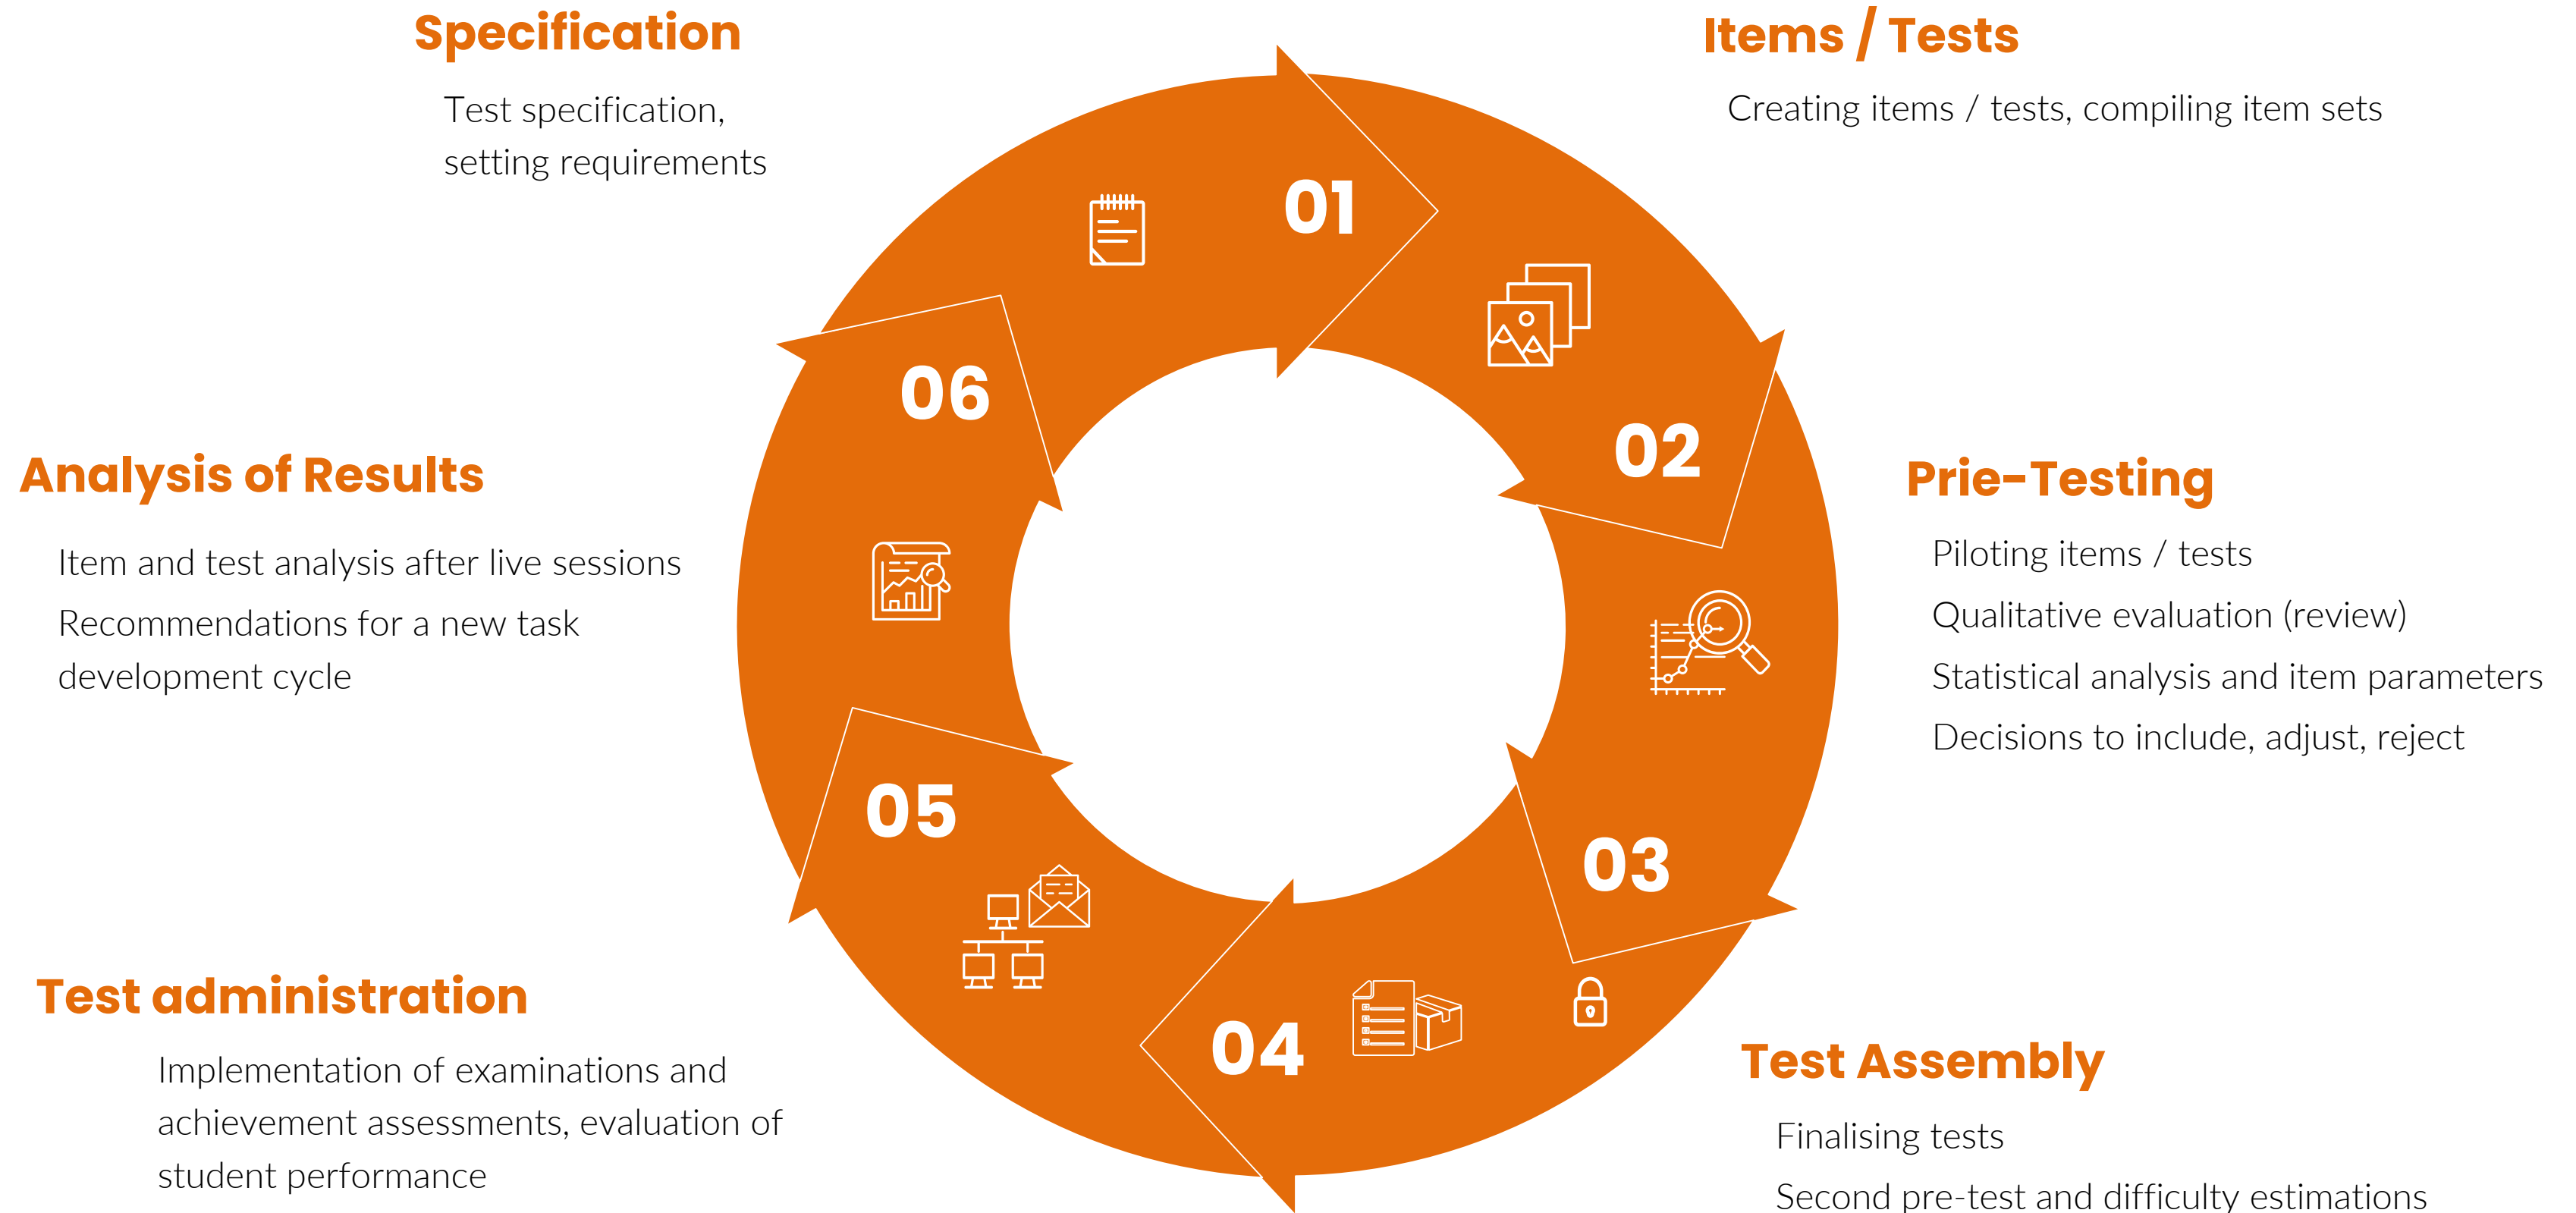 Specification
Test specification,
setting requirements
01
Items / Tests
Creating items / tests, compiling item sets
02
Prie-Testing
Piloting items / tests
Qualitative evaluation (review)
Statistical analysis and item parameters
Decisions to include, adjust, reject
03
Test Assembly
Finalising tests
Second pre-test and difficulty estimations
04
Test administration
Implementation of examinations and
achievement assessments, evaluation of
student performance
05
Analysis of Results
Item and test analysis after live sessions
Recommendations for a new task
development cycle
06